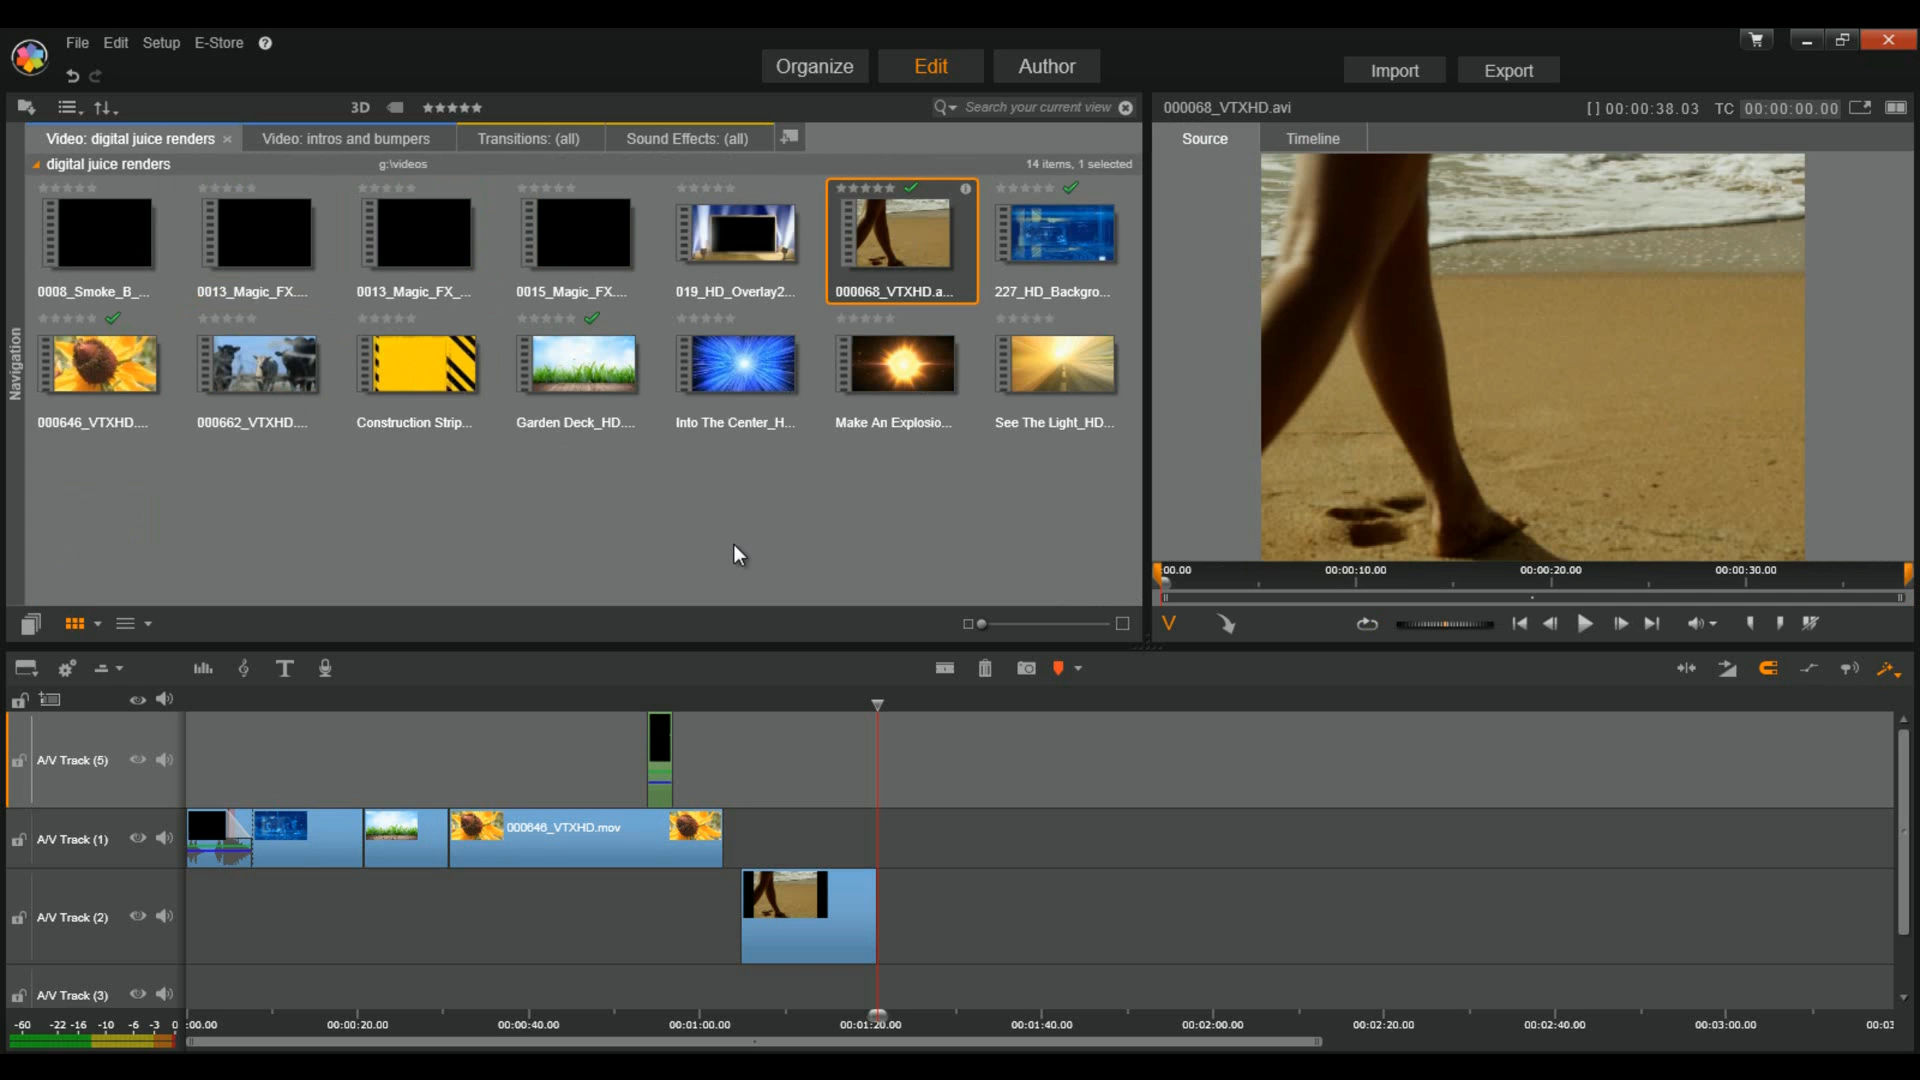 File Edit Setup E-Store ?
Organize Edit Author Import Export
3D Search your current view
000068_VTXHD.avi [ ] 00:00:38.03 TC 00:00:00.00
Video: digital juice renders × Video: intros and bumpers Transitions: (all) Sound Effects: (all)
Source Timeline
digital juice renders g:\videos 14 items, 1 selected
0008_Smoke_B_... 0013_Magic_FX.... 0013_Magic_FX_... 0015_Magic_FX.... 019_HD_Overlay2... 000068_VTXHD.a... 227_HD_Backgro...
Navigation
000646_VTXHD.... 000662_VTXHD.... Construction Strip... Garden Deck_HD.... Into The Center_H... Make An Explosio... See The Light_HD...
:00.00 00:00:10.00 00:00:20.00 00:00:30.00
V
A/V Track (5)
A/V Track (1) 000646_VTXHD.mov
A/V Track (2)
A/V Track (3)
-60 -22 -16 -10 -6 -3 0 :00.00 00:00:20.00 00:00:40.00 00:01:00.00 00:01:20.00 00:01:40.00 00:02:00.00 00:02:20.00 00:02:40.00 00:03:00.00 00:03